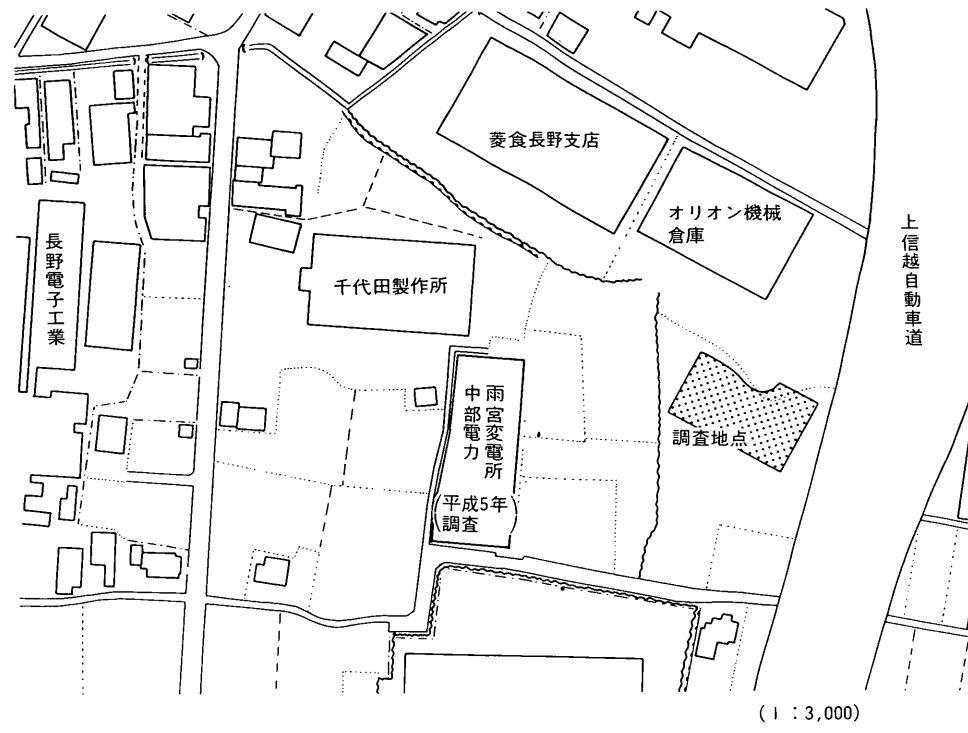 菱食長野支店
オリオン機械
倉庫
上信越自動車道
長野電子工業
千代田製作所
雨宮変電所
中部電力
(平成5年
調査)
調査地点
(1:3,000)